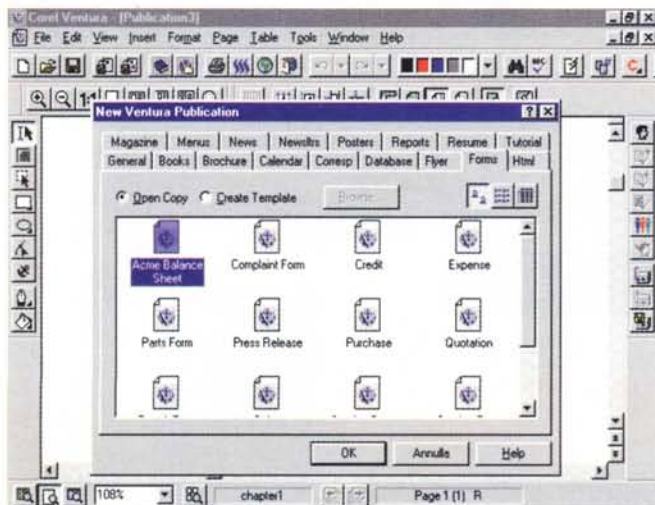 Corel Ventura - [Publication3]
File Edit View Insert Format Page Table Tools Window Help
1:1
New Ventura Publication
Magazine Menus News Newsltrs Posters Reports Resume Tutorial
General Books Brochure Calendar Corresp Database Flyer Forms Html
Open Copy Create Template Browse...
Acme Balance Sheet Complaint Form Credit Expense
Parts Form Press Release Purchase Quotation
OK Annulla Help
108% chapter1 Page 1 (1) R